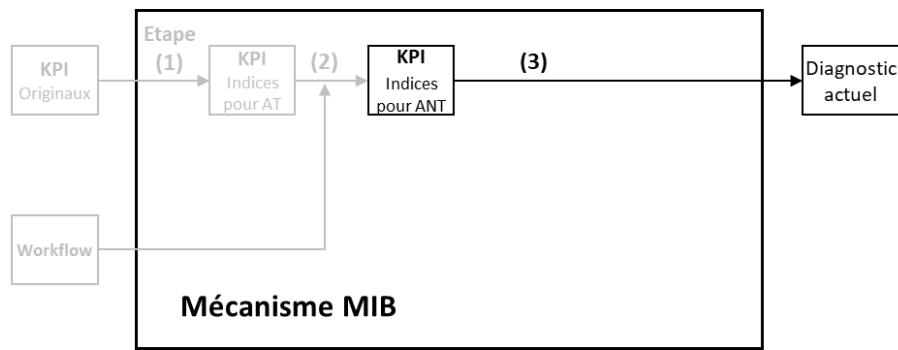 Etape
(1)
(2)
(3)
KPI
Originaux
KPI
Indices
pour AT
KPI
Indices
pour ANT
Diagnostic
actuel
Workflow
Mécanisme MIB